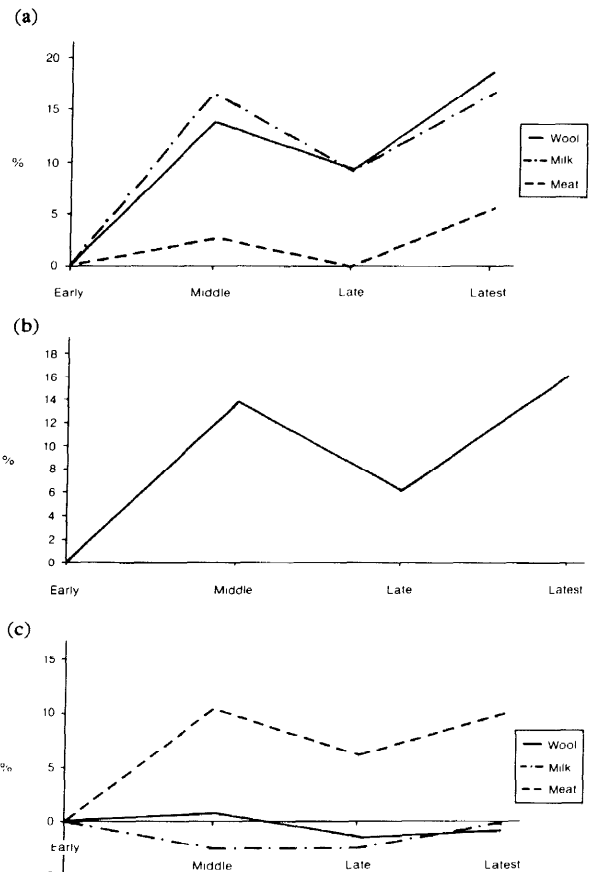 (a)
20
15
%
10
5
0
Early
Middle
Late
Latest
Wool
Milk
Meat
(b)
18
16
14
12
10
%
8
6
4
2
0
Early
Middle
Late
Latest
(c)
15
10
5
%
0
Early
Middle
Late
Latest
Wool
Milk
Meat